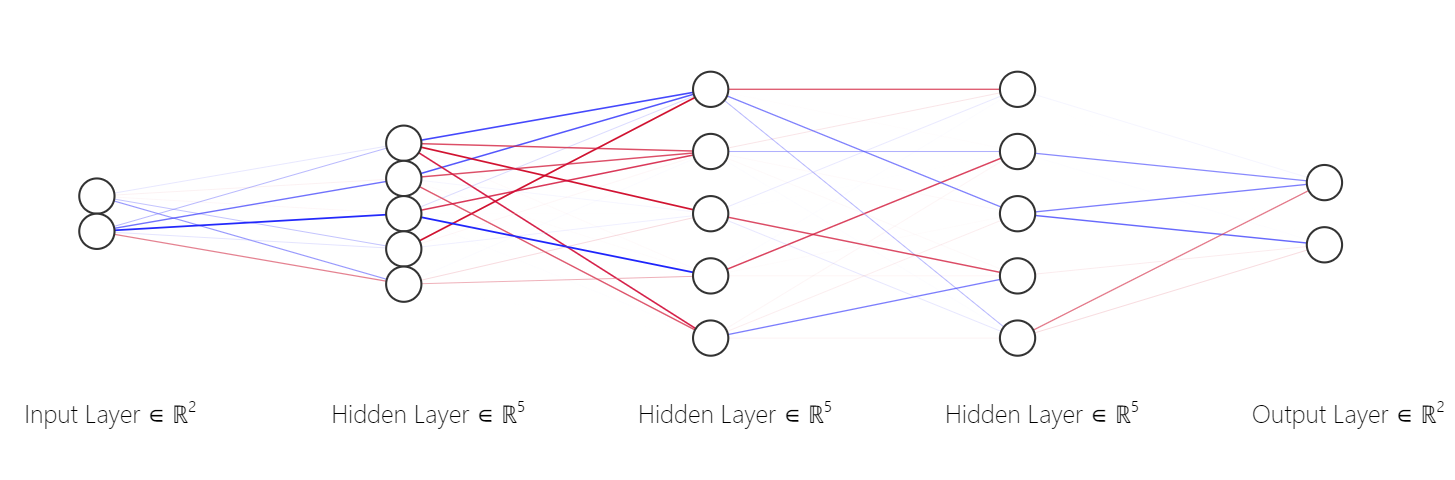 Input Layer ∈ ℝ²
Hidden Layer ∈ ℝ⁵
Hidden Layer ∈ ℝ⁵
Hidden Layer ∈ ℝ⁵
Output Layer ∈ ℝ²